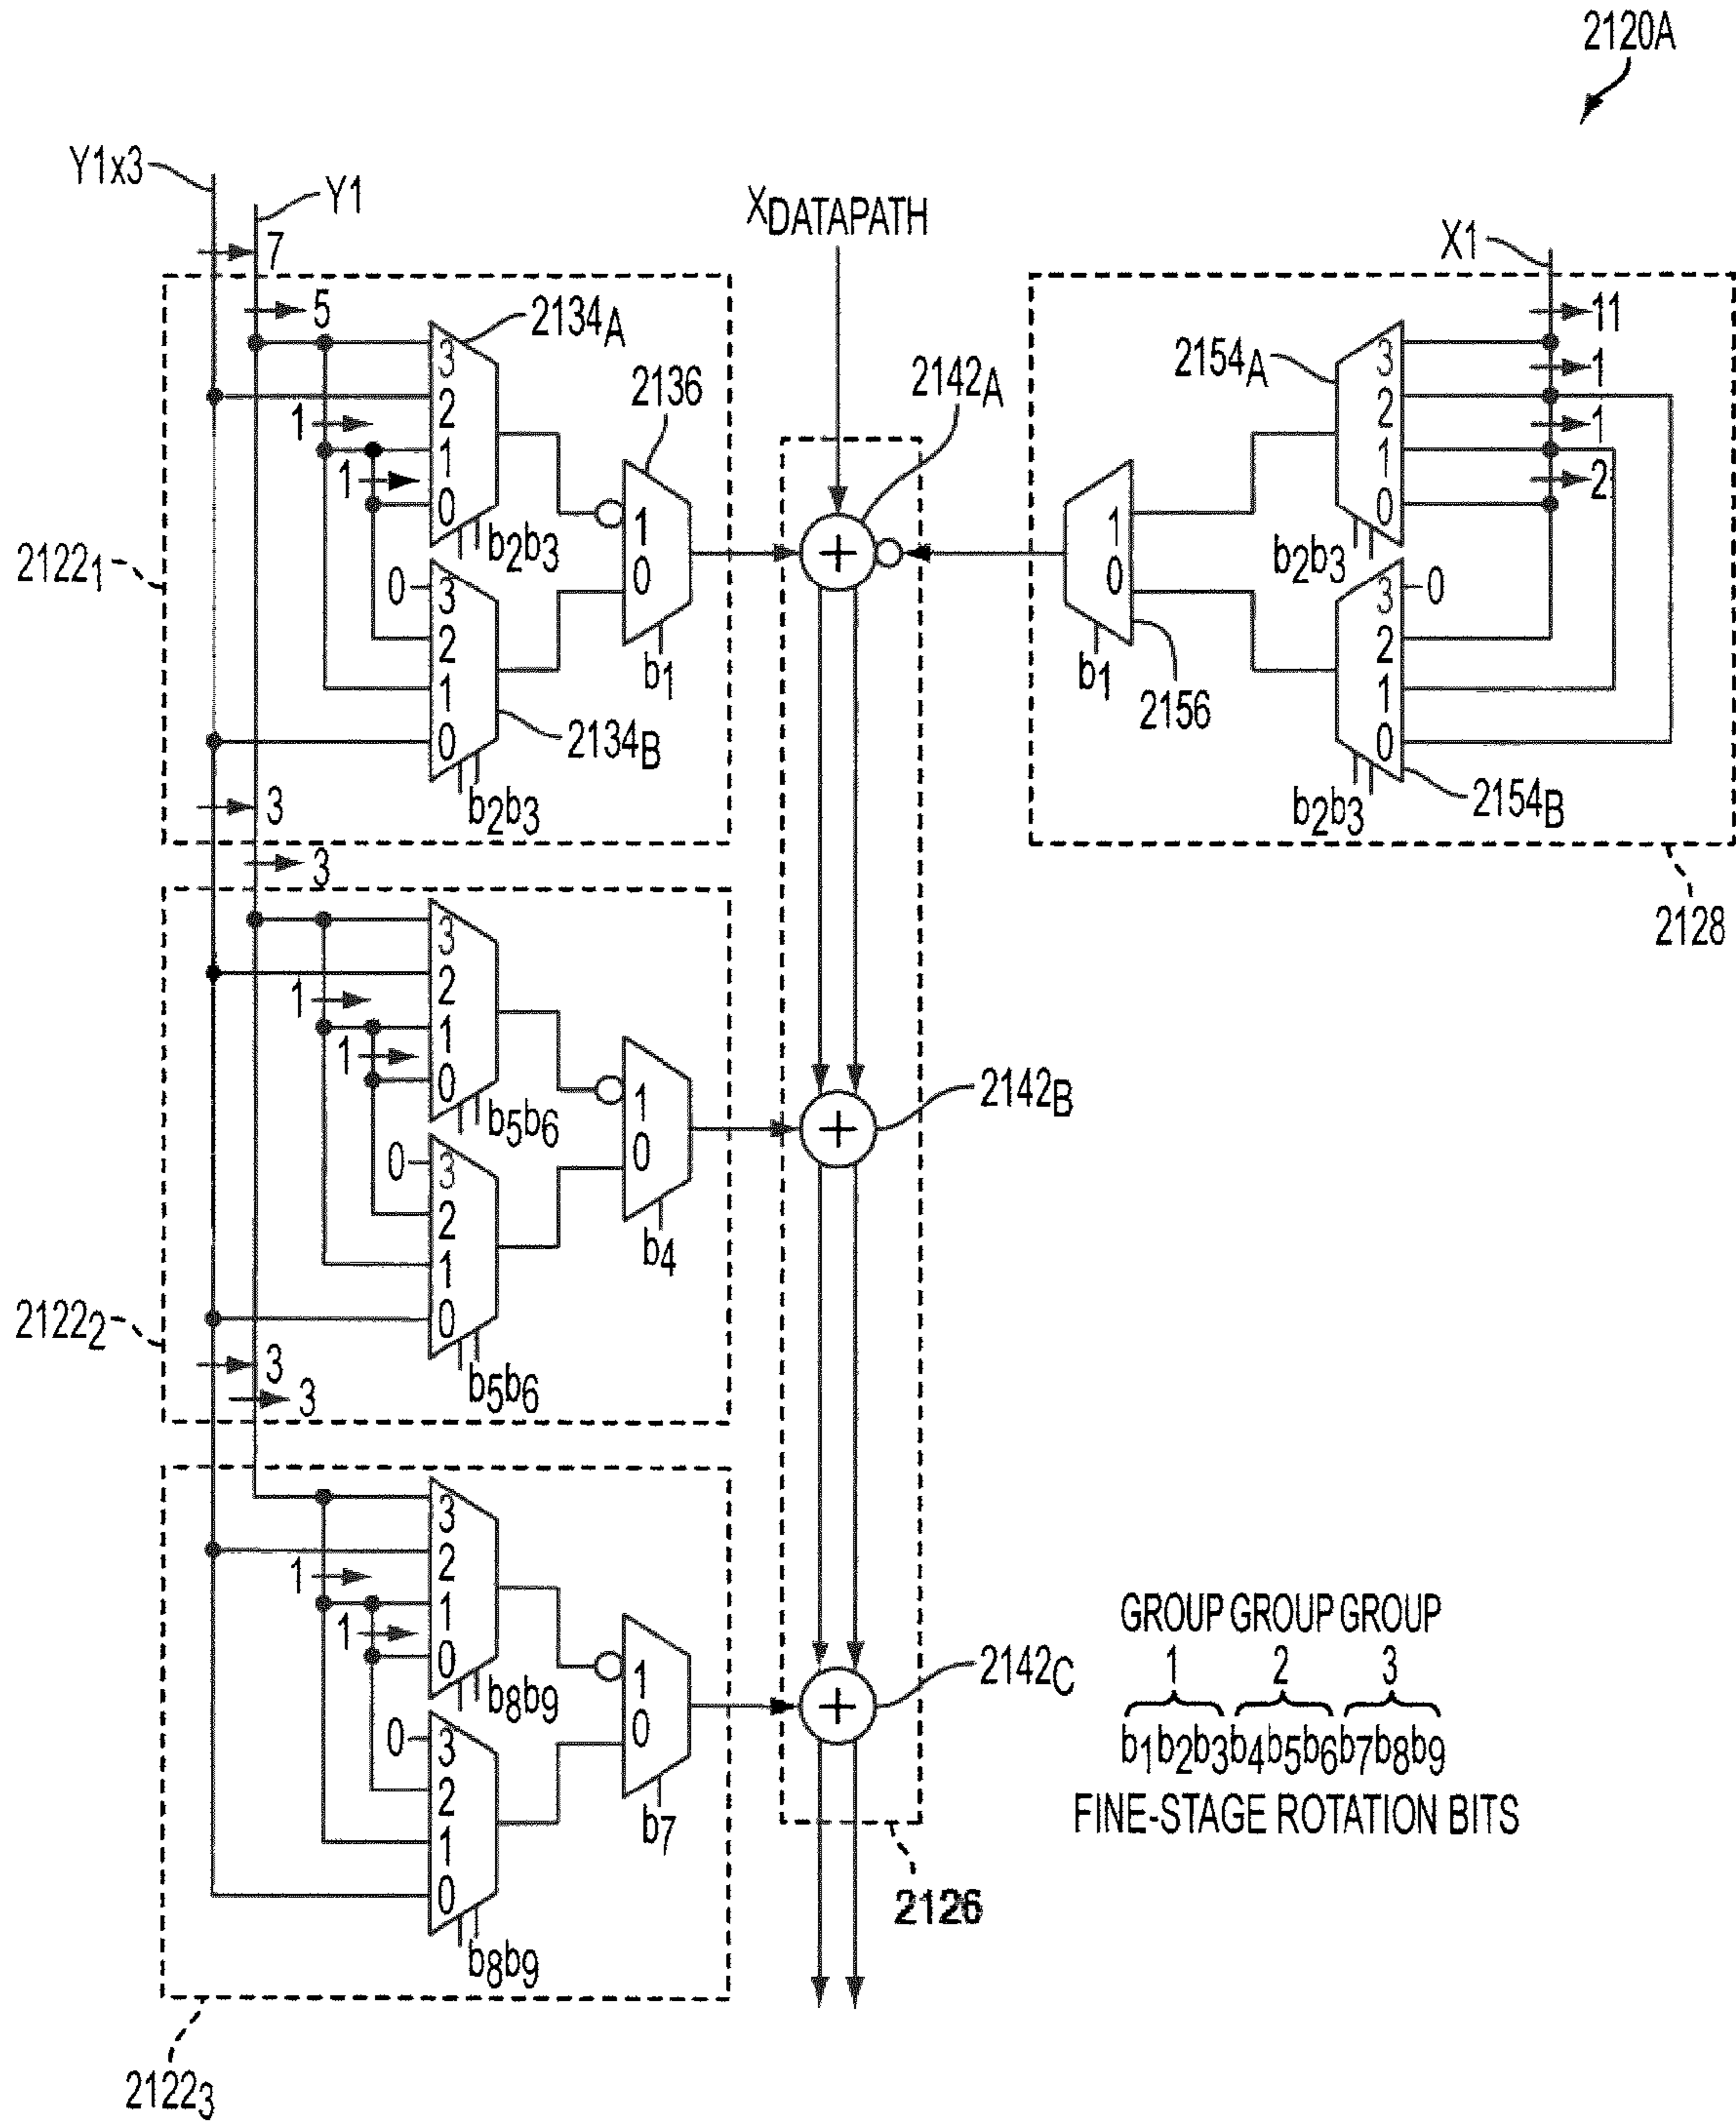 2120A
Y1x3
Y1
7
XDATAPATH
X1
5
11
2134A
3
2
1
1
1
0
b2b3
2136
1
0
b1
2142A
+
2154A
3
2
1
0
1
1
2
b2b3
1
0
b1
2156
2122₁
0
3
2
1
0
2134B
b2b3
3
0
2
1
0
2154B
b2b3
3
3
2128
3
2
1
1
1
0
b5b6
0
3
2
1
0
b5b6
1
0
b4
+
2142B
2122₂
3
3
3
2
1
1
1
0
b8b9
0
3
2
1
0
b8b9
1
0
b7
+
2142C
GROUP GROUP GROUP
1 2 3
b1b2b3b4b5b6b7b8b9
FINE-STAGE ROTATION BITS
2126
2122₃